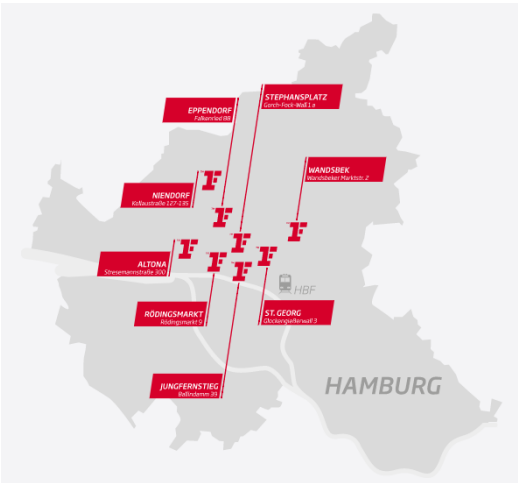 STEPHANSPLATZ
Gorch-Fock-Wall 1 a
EPPENDORF
Falkenried 88
WANDSBEK
Wandsbeker Marktstr. 2
NIENDORF
Kollaustraße 127-135
ALTONA
Stresemannstraße 300
HBF
RÖDINGSMARKT
Rödingsmarkt 9
ST. GEORG
Glockengießerwall 3
JUNGFERNSTIEG
Ballindamm 39
HAMBURG